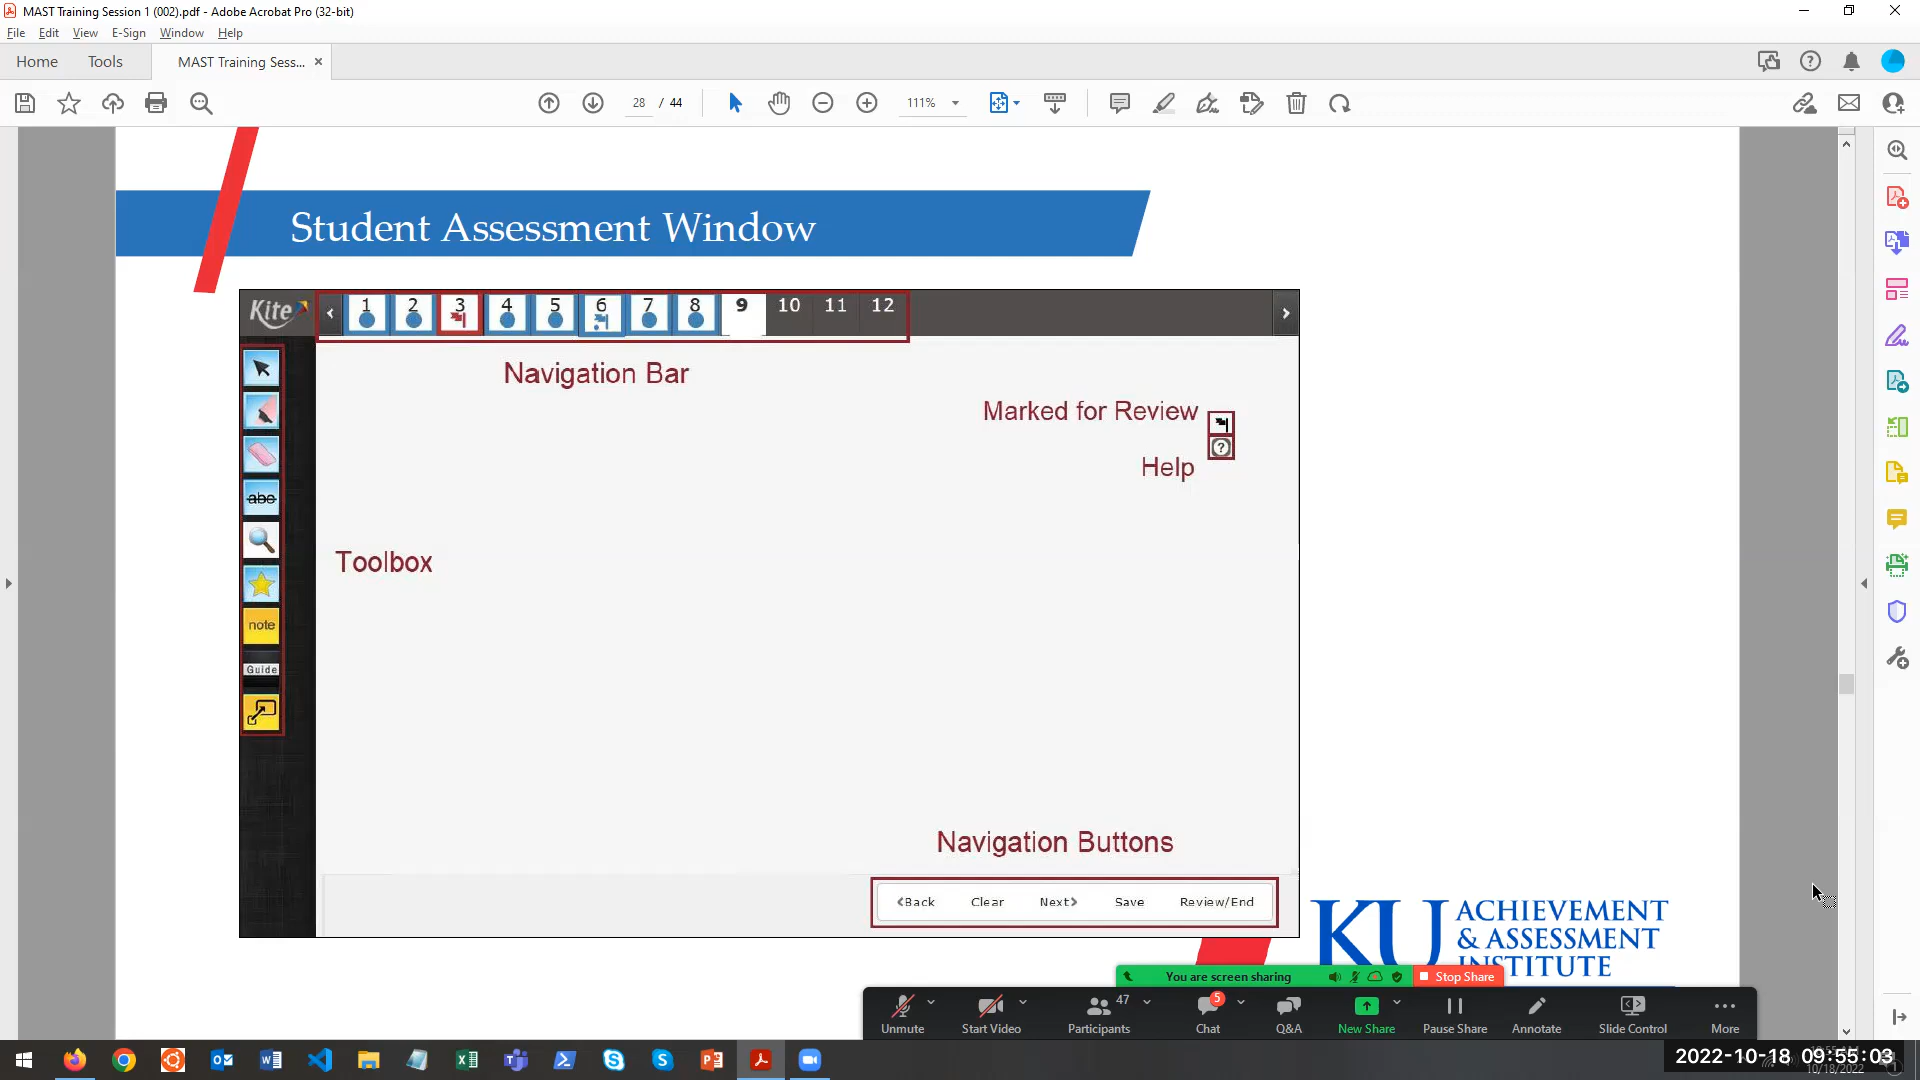 MAST Training Session 1 (002).pdf - Adobe Acrobat Pro (32-bit)
File Edit View E-Sign Window Help
Home Tools MAST Training Sess... ×
28 / 44 111%
Student Assessment Window
Kite 1 2 3 4 5 6 7 8 9 10 11 12
Navigation Bar
Marked for Review
Help
abc
Toolbox
note
Guide
Navigation Buttons
Back Clear Next Save Review/End
KU ACHIEVEMENT
& ASSESSMENT
INSTITUTE
You are screen sharing Stop Share
47 5
Unmute Start Video Participants Chat Q&A New Share Pause Share Annotate Slide Control More
2022-10-18 09:55:03
10/18/2022